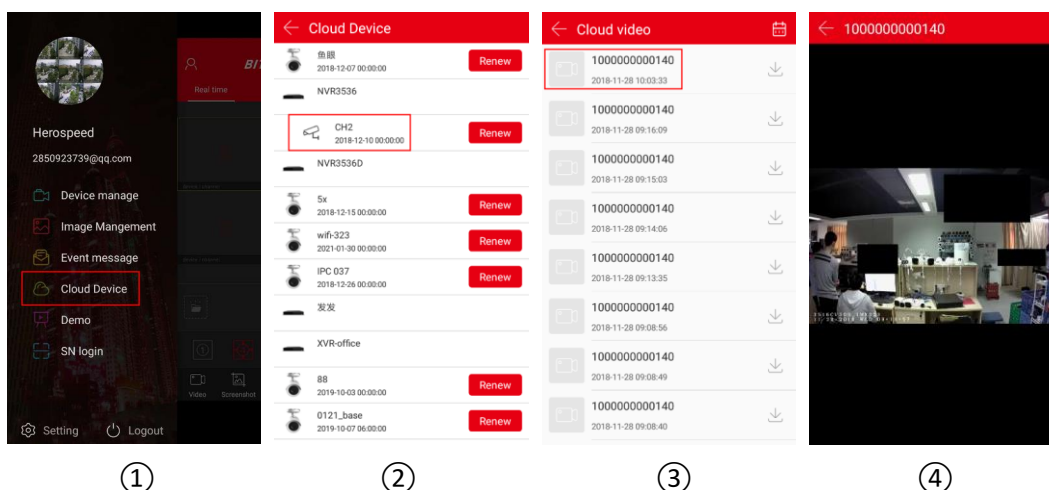 BIT
Real time
Herospeed
2850923739@qq.com
Device manage
Image Mangement
Event message
Cloud Device
Demo
SN login
Video Screenshot
Setting Logout
①
Cloud Device
鱼眼
2018-12-07 00:00:00
Renew
NVR3536
CH2
2018-12-10 00:00:00
Renew
NVR3536D
5x
2018-12-15 00:00:00
Renew
wifi-323
2021-01-30 00:00:00
Renew
IPC 037
2018-12-26 00:00:00
Renew
发发
XVR-office
88
2019-10-03 00:00:00
Renew
0121_base
2019-10-07 06:00:00
Renew
②
Cloud video
1000000000140
2018-11-28 10:03:33
1000000000140
2018-11-28 09:16:09
1000000000140
2018-11-28 09:15:03
1000000000140
2018-11-28 09:14:06
1000000000140
2018-11-28 09:13:35
1000000000140
2018-11-28 09:08:56
1000000000140
2018-11-28 09:08:49
1000000000140
2018-11-28 09:08:40
③
1000000000140
④